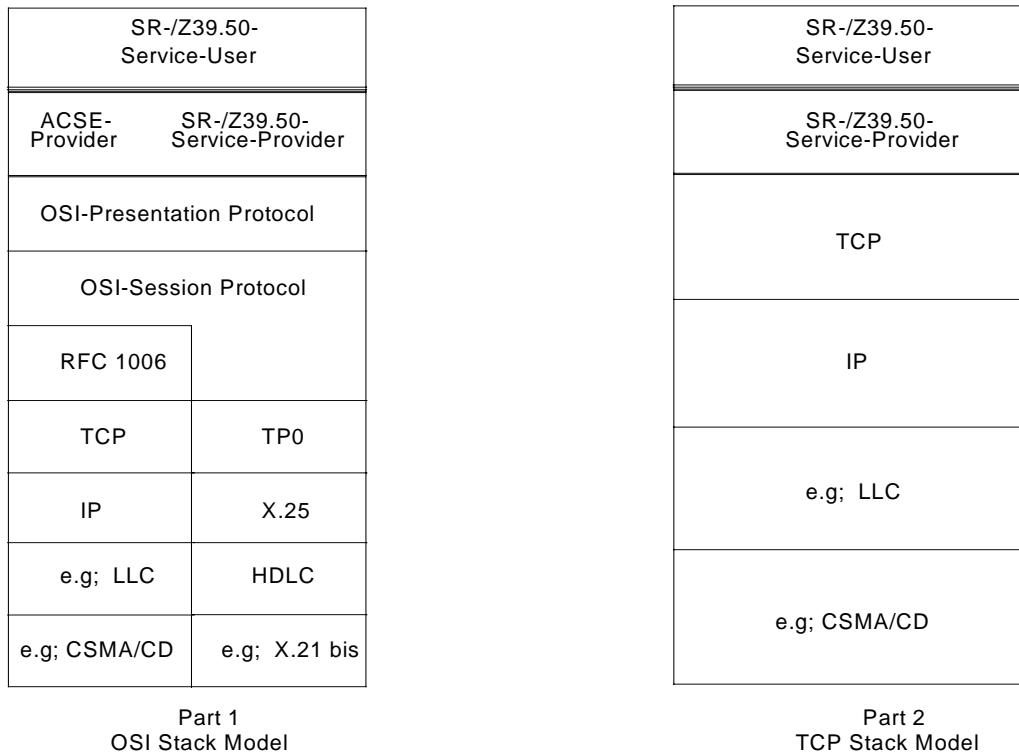 SR-/Z39.50-
Service-User
ACSE-
Provider
SR-/Z39.50-
Service-Provider
OSI-Presentation Protocol
OSI-Session Protocol
RFC 1006
TCP
TP0
IP
X.25
e.g; LLC
HDLC
e.g; CSMA/CD
e.g; X.21 bis
Part 1
OSI Stack Model
SR-/Z39.50-
Service-User
SR-/Z39.50-
Service-Provider
TCP
IP
e.g; LLC
e.g; CSMA/CD
Part 2
TCP Stack Model